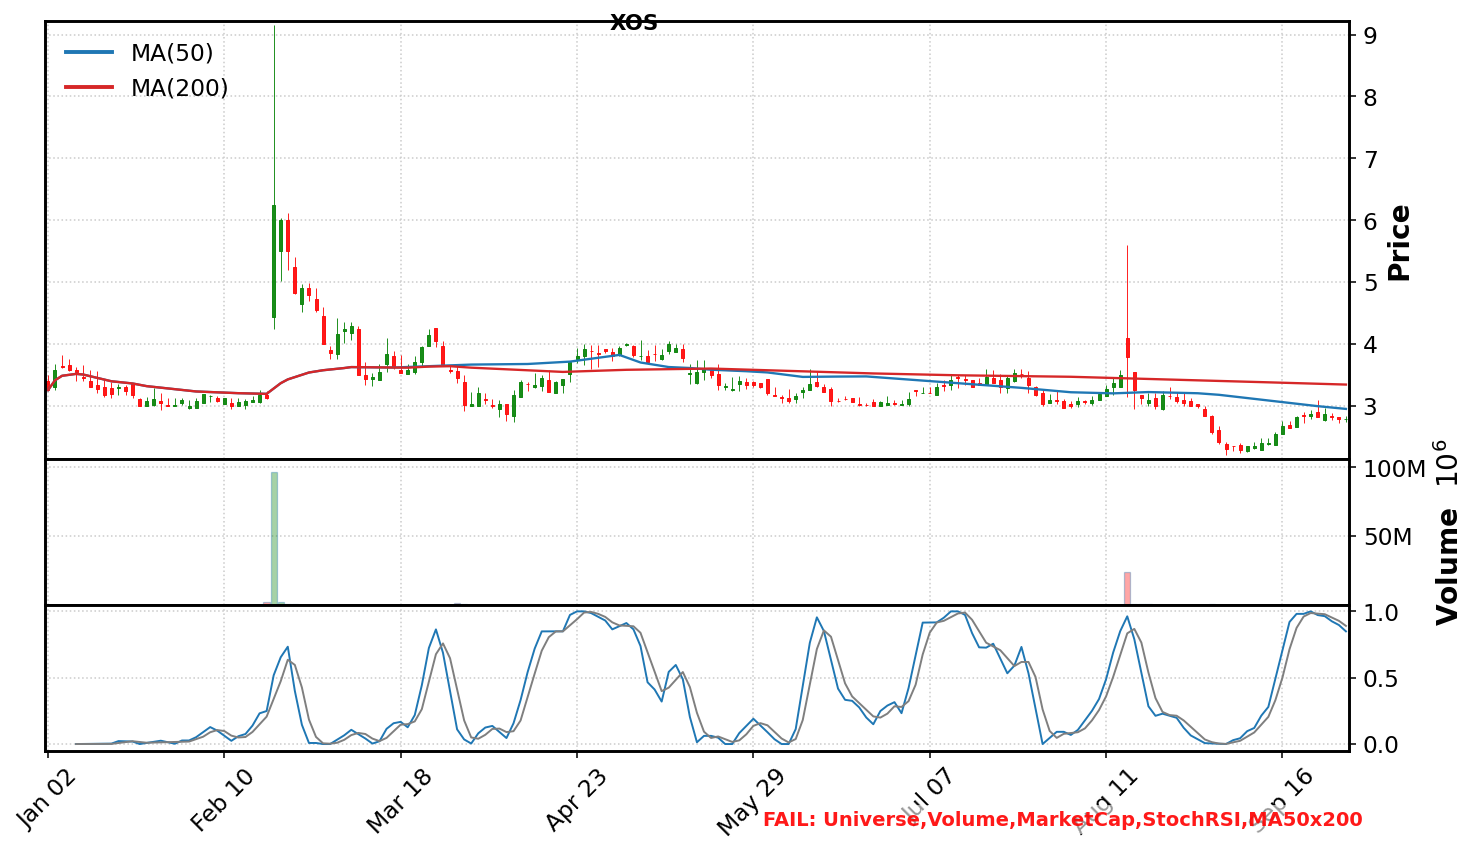 XOS
MA(50)
MA(200)
9
8
7
6
5
4
3
Price
100M
50M
Volume 10^6
1.0
0.5
0.0
Jan 02
Feb 10
Mar 18
Apr 23
May 29
Jul 07
Aug 11
Sep 16
FAIL: Universe,Volume,MarketCap,StochRSI,MA50x200